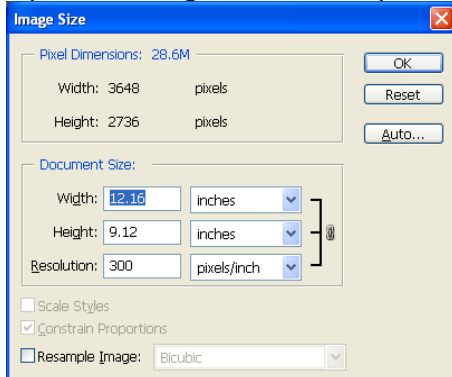 Image Size
Pixel Dimensions: 28.6M
OK
Width: 3648 pixels
Reset
Height: 2736 pixels
Auto...
Document Size:
Width: 12.16 inches
Height: 9.12 inches
Resolution: 300 pixels/inch
Scale Styles
Constrain Proportions
Resample Image: Bicubic